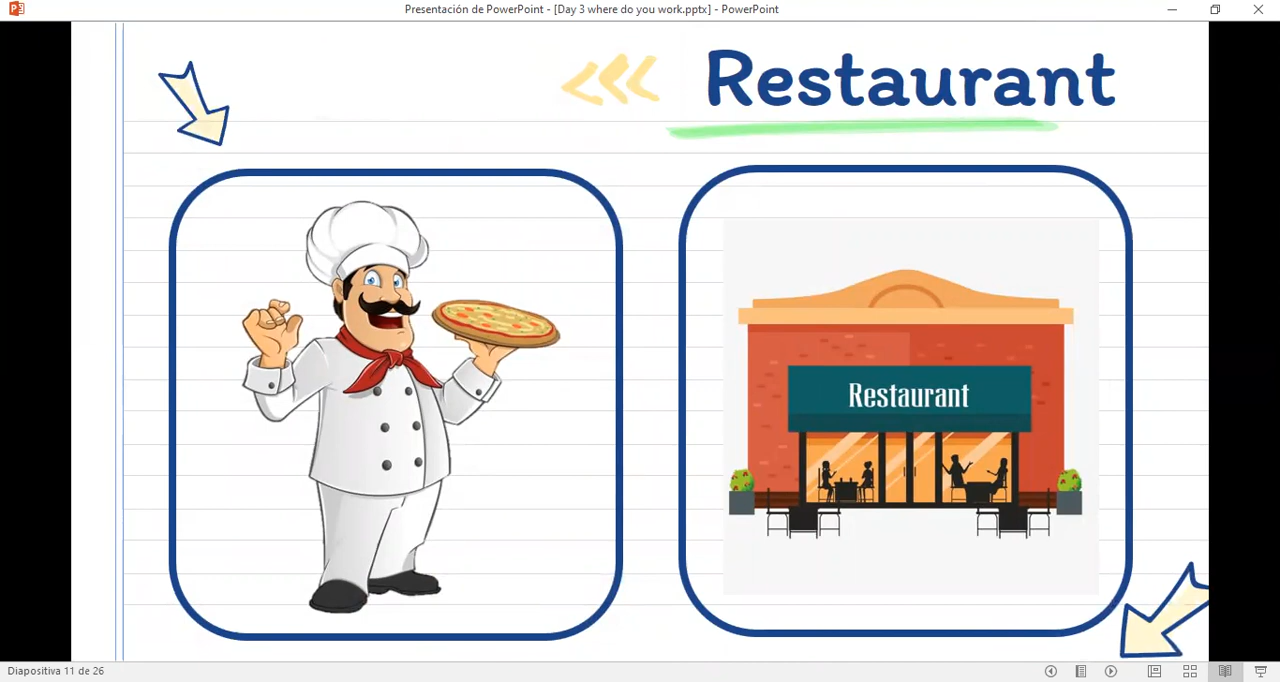 Presentación de PowerPoint - [Day 3 where do you work.pptx] - PowerPoint
Restaurant
Restaurant
Diapositiva 11 de 26